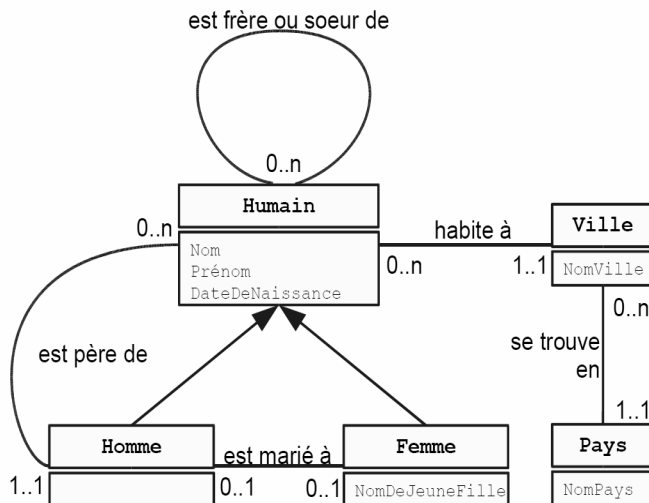 est frère ou soeur de
0..n
Humain
Nom
Prénom
DateDeNaissance
0..n
habite à
0..n
1..1
Ville
NomVille
0..n
se trouve
en
1..1
Pays
NomPays
est père de
1..1
Homme
est marié à
0..1
0..1
Femme
NomDeJeuneFille